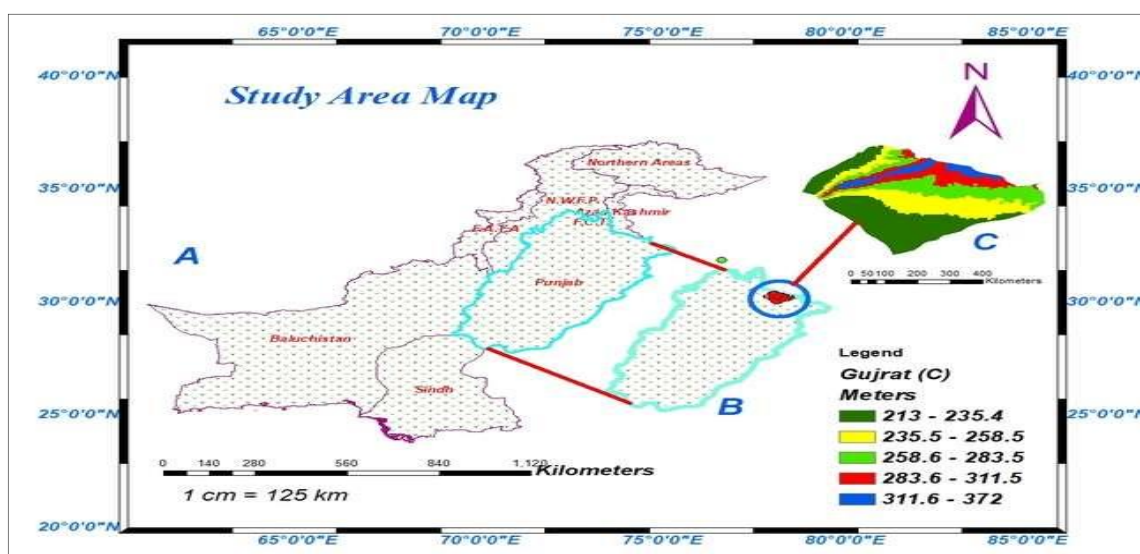 65°0'0"E 70°0'0"E 75°0'0"E 80°0'0"E 85°0'0"E
40°0'0"N 40°0'0"N
Study Area Map
N
35°0'0"N 35°0'0"N
Northern Areas
N.W.F.P.
Azad Kashmir
F.A.T.A F.C.T.
A
C
Punjab
0 50 100 200 300 400
Kilometers
30°0'0"N 30°0'0"N
Baluchistan
Sindh
B
Legend
Gujrat (C)
Meters
213 - 235.4
235.5 - 258.5
258.6 - 283.5
283.6 - 311.5
311.6 - 372
25°0'0"N 25°0'0"N
0 140 280 560 840 1,120
Kilometers
1 cm = 125 km
20°0'0"N 20°0'0"N
65°0'0"E 70°0'0"E 75°0'0"E 80°0'0"E 85°0'0"E